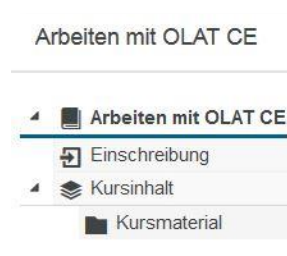 Arbeiten mit OLAT CE
Arbeiten mit OLAT CE
Einschreibung
Kursinhalt
Kursmaterial